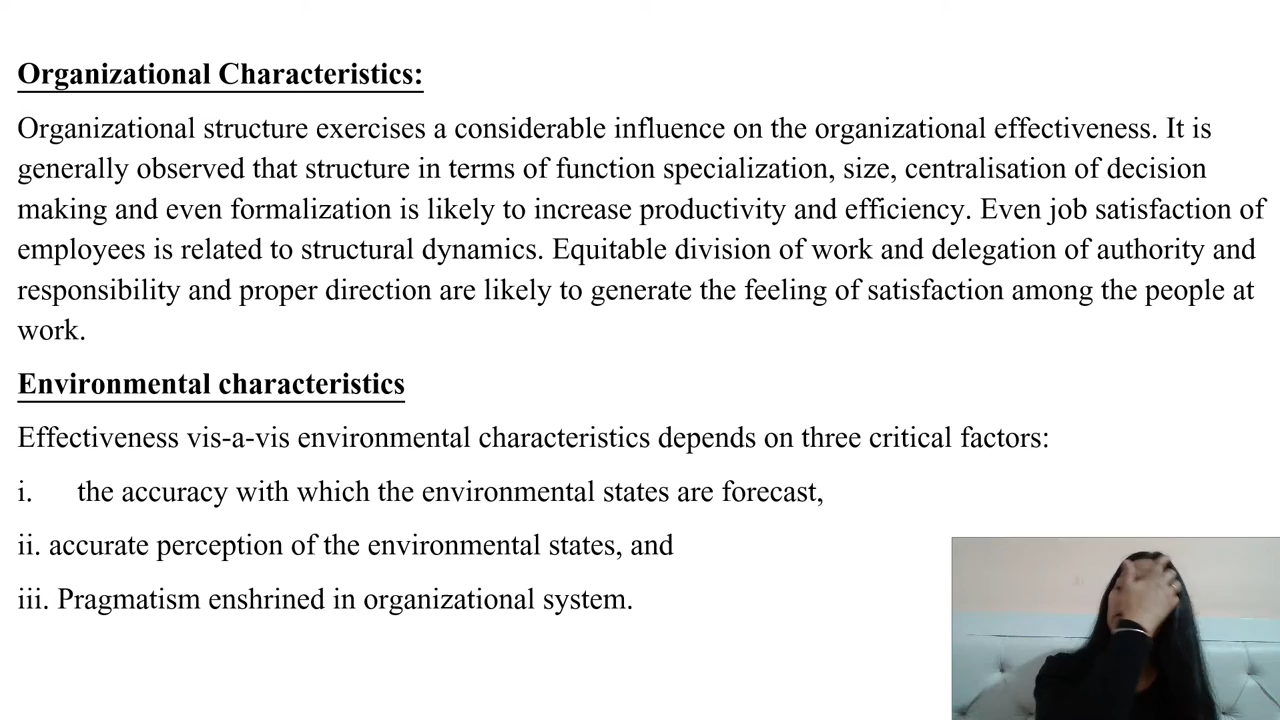 Organizational Characteristics:
Organizational structure exercises a considerable influence on the organizational effectiveness. It is
generally observed that structure in terms of function specialization, size, centralisation of decision
making and even formalization is likely to increase productivity and efficiency. Even job satisfaction of
employees is related to structural dynamics. Equitable division of work and delegation of authority and
responsibility and proper direction are likely to generate the feeling of satisfaction among the people at
work.
Environmental characteristics
Effectiveness vis-a-vis environmental characteristics depends on three critical factors:
i. the accuracy with which the environmental states are forecast,
ii. accurate perception of the environmental states, and
iii. Pragmatism enshrined in organizational system.